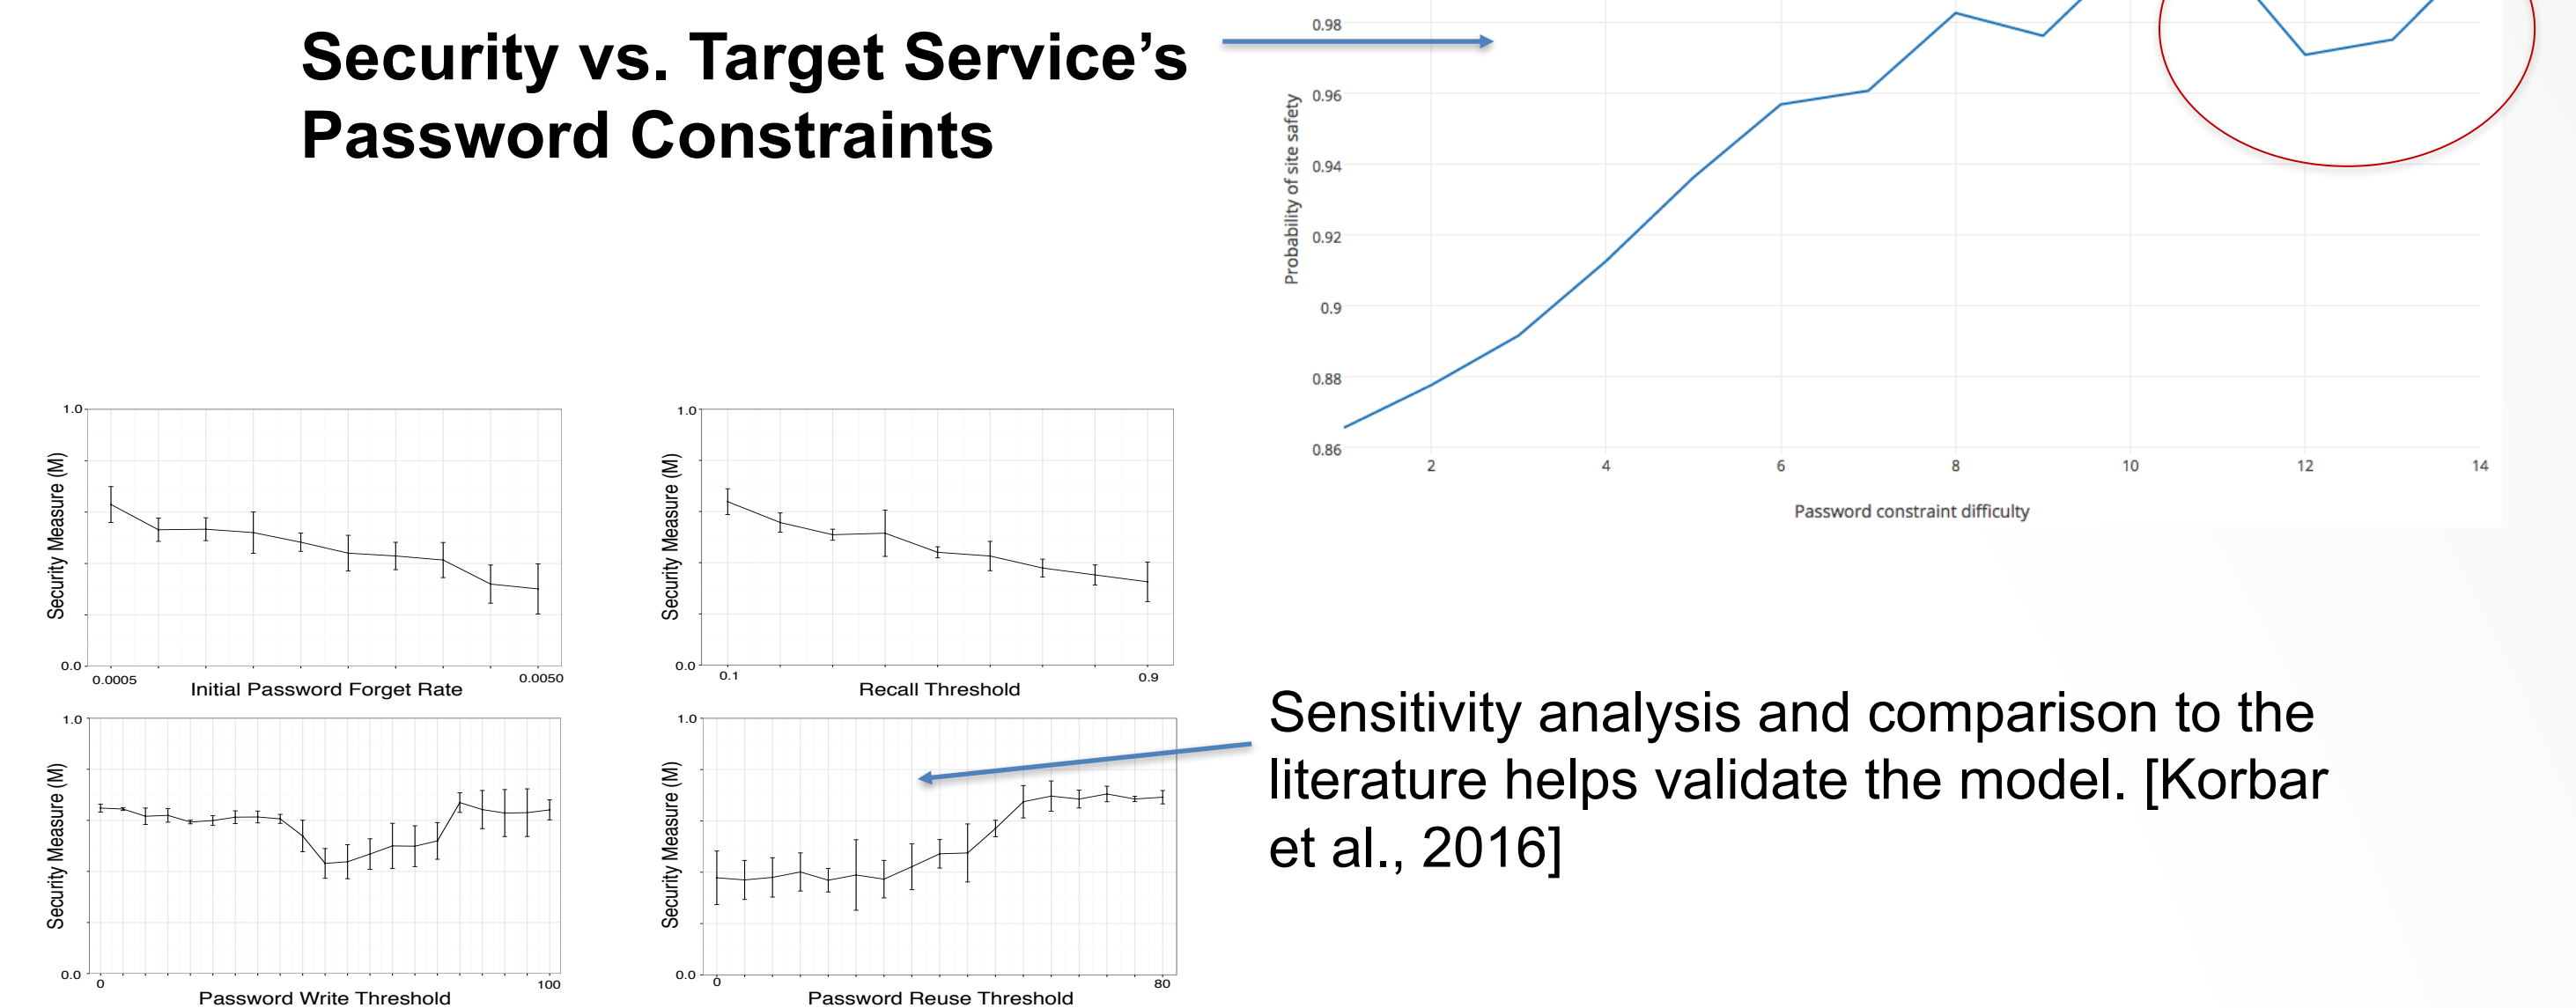 Security vs. Target Service’s
Password Constraints
0.98
0.96
0.94
0.92
0.9
0.88
0.86
Probability of site safety
2 4 6 8 10 12 14
Password constraint difficulty
1.0
0.0
Security Measure (M)
0.0005 0.0050
Initial Password Forget Rate
1.0
0.0
Security Measure (M)
0.1 0.9
Recall Threshold
1.0
0.0
Security Measure (M)
0 100
Password Write Threshold
1.0
0.0
Security Measure (M)
0 80
Password Reuse Threshold
Sensitivity analysis and comparison to the
literature helps validate the model. [Korbar
et al., 2016]